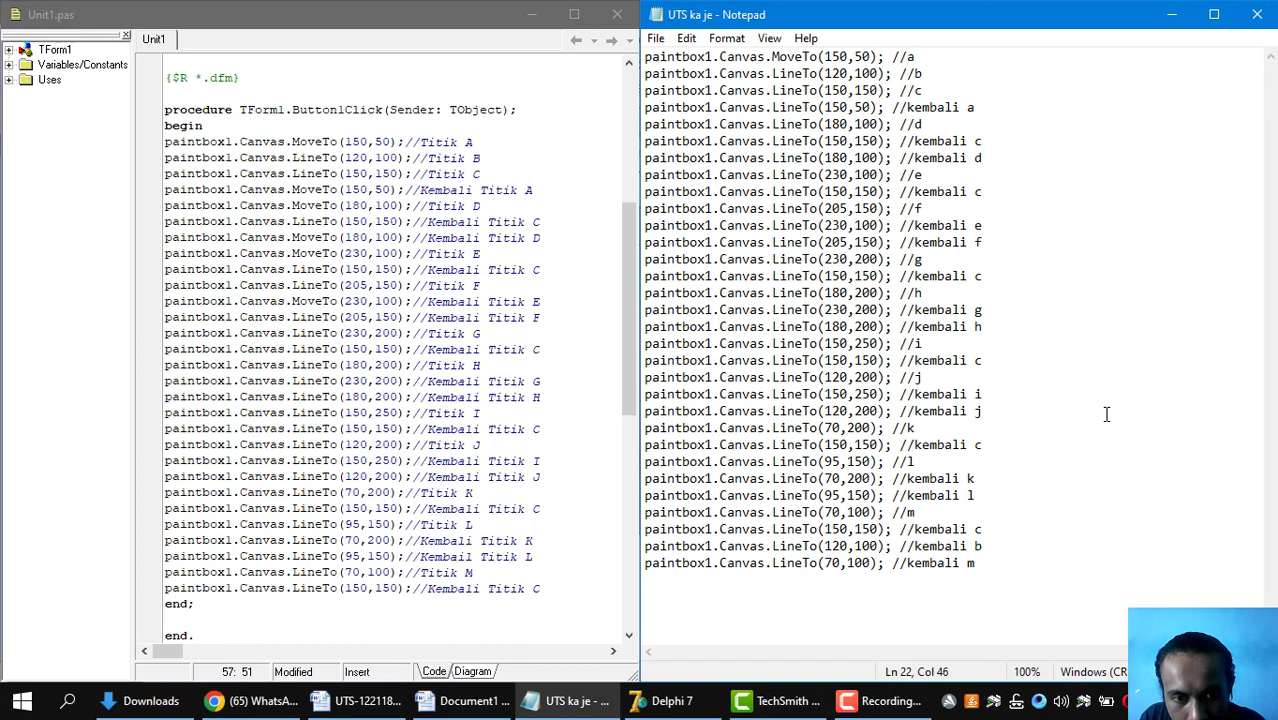 Unit1.pas
TForm1
Variables/Constants
Uses
Unit1
{$R *.dfm}
procedure TForm1.Button1Click(Sender: TObject);
begin
paintbox1.Canvas.MoveTo(150,50);//Titik A
paintbox1.Canvas.LineTo(120,100);//Titik B
paintbox1.Canvas.LineTo(150,150);//Titik C
paintbox1.Canvas.MoveTo(150,50);//Kembali Titik A
paintbox1.Canvas.MoveTo(180,100);//Titik D
paintbox1.Canvas.LineTo(150,150);//Kembali Titik C
paintbox1.Canvas.MoveTo(180,100);//Kembali Titik D
paintbox1.Canvas.MoveTo(230,100);//Titik E
paintbox1.Canvas.LineTo(150,150);//Kembali Titik C
paintbox1.Canvas.LineTo(205,150);//Titik F
paintbox1.Canvas.MoveTo(230,100);//Kembali Titik E
paintbox1.Canvas.LineTo(205,150);//Kembali Titik F
paintbox1.Canvas.LineTo(230,200);//Titik G
paintbox1.Canvas.LineTo(150,150);//Kembali Titik C
paintbox1.Canvas.LineTo(180,200);//Titik H
paintbox1.Canvas.LineTo(230,200);//Kembali Titik G
paintbox1.Canvas.LineTo(180,200);//Kembali Titik H
paintbox1.Canvas.LineTo(150,250);//Titik I
paintbox1.Canvas.LineTo(150,150);//Kembali Titik C
paintbox1.Canvas.LineTo(120,200);//Titik J
paintbox1.Canvas.LineTo(150,250);//Kembali Titik I
paintbox1.Canvas.LineTo(120,200);//Kembali Titik J
paintbox1.Canvas.LineTo(70,200);//Titik K
paintbox1.Canvas.LineTo(150,150);//Kembali Titik C
paintbox1.Canvas.LineTo(95,150);//Titik L
paintbox1.Canvas.LineTo(70,200);//Kembali Titik K
paintbox1.Canvas.LineTo(95,150);//Kembail Titik L
paintbox1.Canvas.LineTo(70,100);//Titik M
paintbox1.Canvas.LineTo(150,150);//Kembali Titik C
end;
end.
57: 51
Modified
Insert
Code
Diagram
UTS ka je - Notepad
File Edit Format View Help
paintbox1.Canvas.MoveTo(150,50); //a
paintbox1.Canvas.LineTo(120,100); //b
paintbox1.Canvas.LineTo(150,150); //c
paintbox1.Canvas.LineTo(150,50); //kembali a
paintbox1.Canvas.LineTo(180,100); //d
paintbox1.Canvas.LineTo(150,150); //kembali c
paintbox1.Canvas.LineTo(180,100); //kembali d
paintbox1.Canvas.LineTo(230,100); //e
paintbox1.Canvas.LineTo(150,150); //kembali c
paintbox1.Canvas.LineTo(205,150); //f
paintbox1.Canvas.LineTo(230,100); //kembali e
paintbox1.Canvas.LineTo(205,150); //kembali f
paintbox1.Canvas.LineTo(230,200); //g
paintbox1.Canvas.LineTo(150,150); //kembali c
paintbox1.Canvas.LineTo(180,200); //h
paintbox1.Canvas.LineTo(230,200); //kembali g
paintbox1.Canvas.LineTo(180,200); //kembali h
paintbox1.Canvas.LineTo(150,250); //i
paintbox1.Canvas.LineTo(150,150); //kembali c
paintbox1.Canvas.LineTo(120,200); //j
paintbox1.Canvas.LineTo(150,250); //kembali i
paintbox1.Canvas.LineTo(120,200); //kembali j
paintbox1.Canvas.LineTo(70,200); //k
paintbox1.Canvas.LineTo(150,150); //kembali c
paintbox1.Canvas.LineTo(95,150); //l
paintbox1.Canvas.LineTo(70,200); //kembali k
paintbox1.Canvas.LineTo(95,150); //kembali l
paintbox1.Canvas.LineTo(70,100); //m
paintbox1.Canvas.LineTo(150,150); //kembali c
paintbox1.Canvas.LineTo(120,100); //kembali b
paintbox1.Canvas.LineTo(70,100); //kembali m
Ln 22, Col 46
100%
Windows (CR
Downloads
(65) WhatsA...
UTS-122118...
Document1 ...
UTS ka je - ...
Delphi 7
TechSmith ...
Recording...